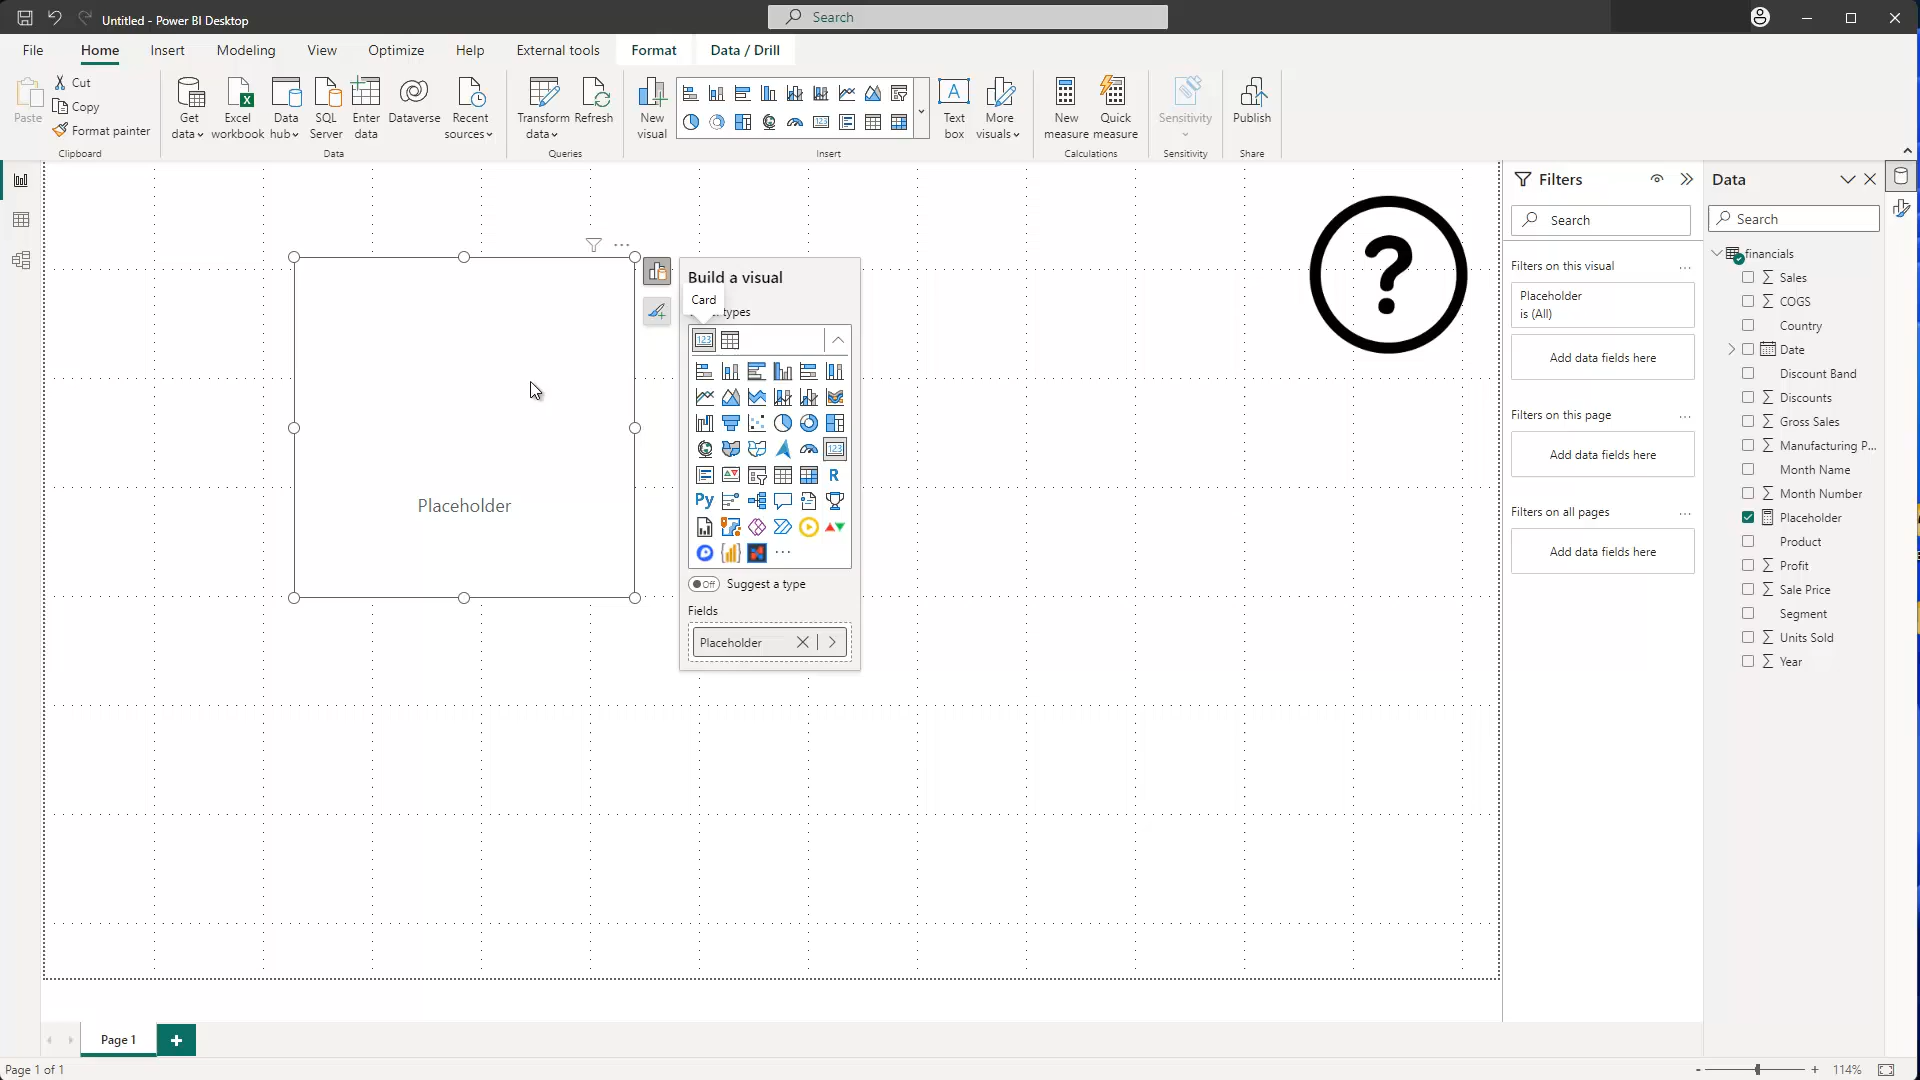 Untitled - Power BI Desktop
Search
File
Home
Insert
Modeling
View
Optimize
Help
External tools
Format
Data / Drill
Paste
Cut
Copy
Format painter
Clipboard
Get
data
Excel
workbook
Data
hub
SQL
Server
Enter
data
Dataverse
Recent
sources
Data
Transform
data
Refresh
Queries
New
visual
Text
box
More
visuals
Insert
New
measure
Quick
measure
Calculations
Sensitivity
Sensitivity
Publish
Share
Placeholder
Build a visual
Card
types
123
123
R
Py
Off
Suggest a type
Fields
Placeholder
?
Filters
Search
Filters on this visual
Placeholder
is (All)
Add data fields here
Filters on this page
Add data fields here
Filters on all pages
Add data fields here
Data
Search
financials
Sales
COGS
Country
Date
Discount Band
Discounts
Gross Sales
Manufacturing P...
Month Name
Month Number
Placeholder
Product
Profit
Sale Price
Segment
Units Sold
Year
Page 1
Page 1 of 1
- + 114%